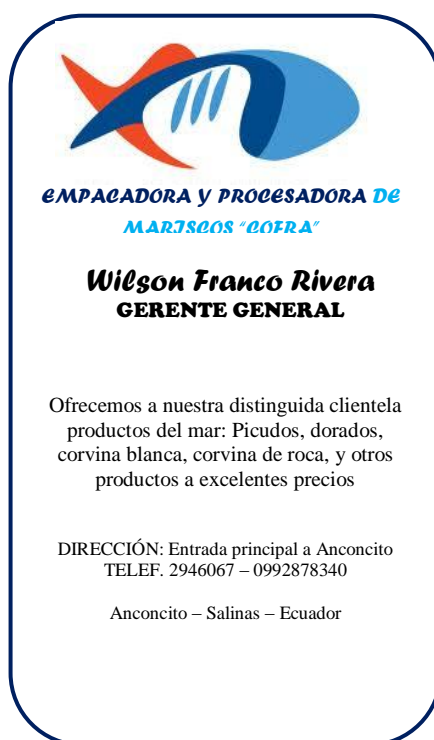 EMPACADORA Y PROCESADORA DE
MARISCOS “COFRA”
Wilson Franco Rivera
GERENTE GENERAL
Ofrecemos a nuestra distinguida clientela
productos del mar: Picudos, dorados,
corvina blanca, corvina de roca, y otros
productos a excelentes precios
DIRECCIÓN: Entrada principal a Anconcito
TELEF. 2946067 – 0992878340
Anconcito – Salinas – Ecuador